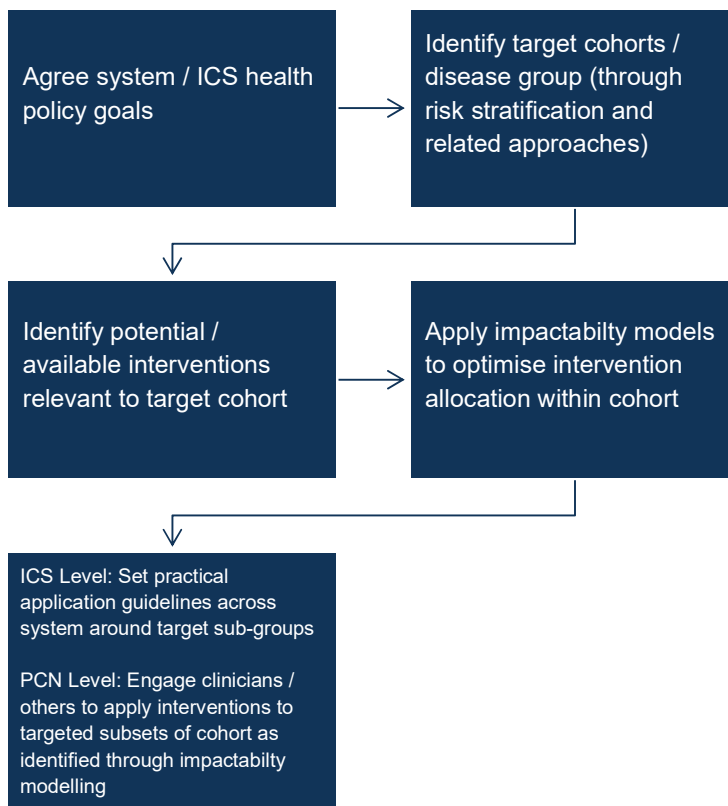 Agree system / ICS health
policy goals
Identify target cohorts /
disease group (through
risk stratification and
related approaches)
Identify potential /
available interventions
relevant to target cohort
Apply impactabilty models
to optimise intervention
allocation within cohort
ICS Level: Set practical
application guidelines across
system around target sub-groups
PCN Level: Engage clinicians /
others to apply interventions to
targeted subsets of cohort as
identified through impactabilty
modelling